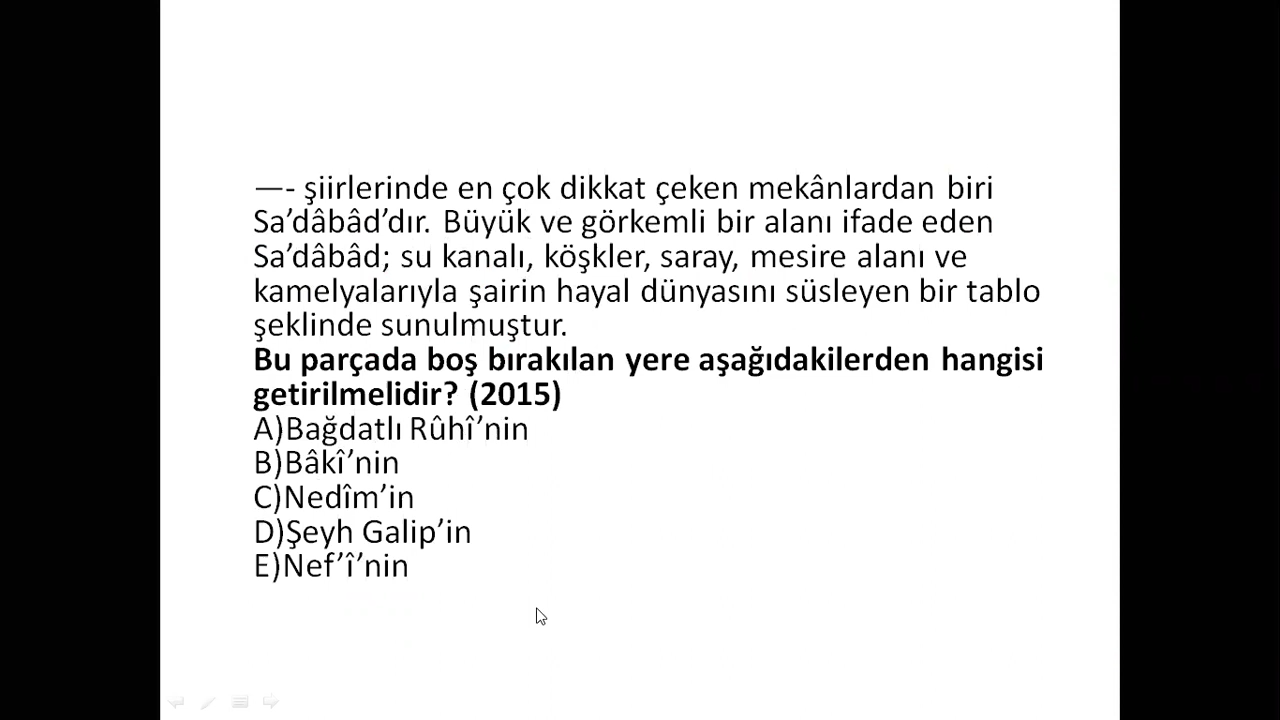 —- şiirlerinde en çok dikkat çeken mekânlardan biri
Sa’dâbâd’dır. Büyük ve görkemli bir alanı ifade eden
Sa’dâbâd; su kanalı, köşkler, saray, mesire alanı ve
kamelyalarıyla şairin hayal dünyasını süsleyen bir tablo
şeklinde sunulmuştur.
Bu parçada boş bırakılan yere aşağıdakilerden hangisi
getirilmelidir? (2015)
A)Bağdatlı Rûhî’nin
B)Bâkî’nin
C)Nedîm’in
D)Şeyh Galip’in
E)Nef’î’nin